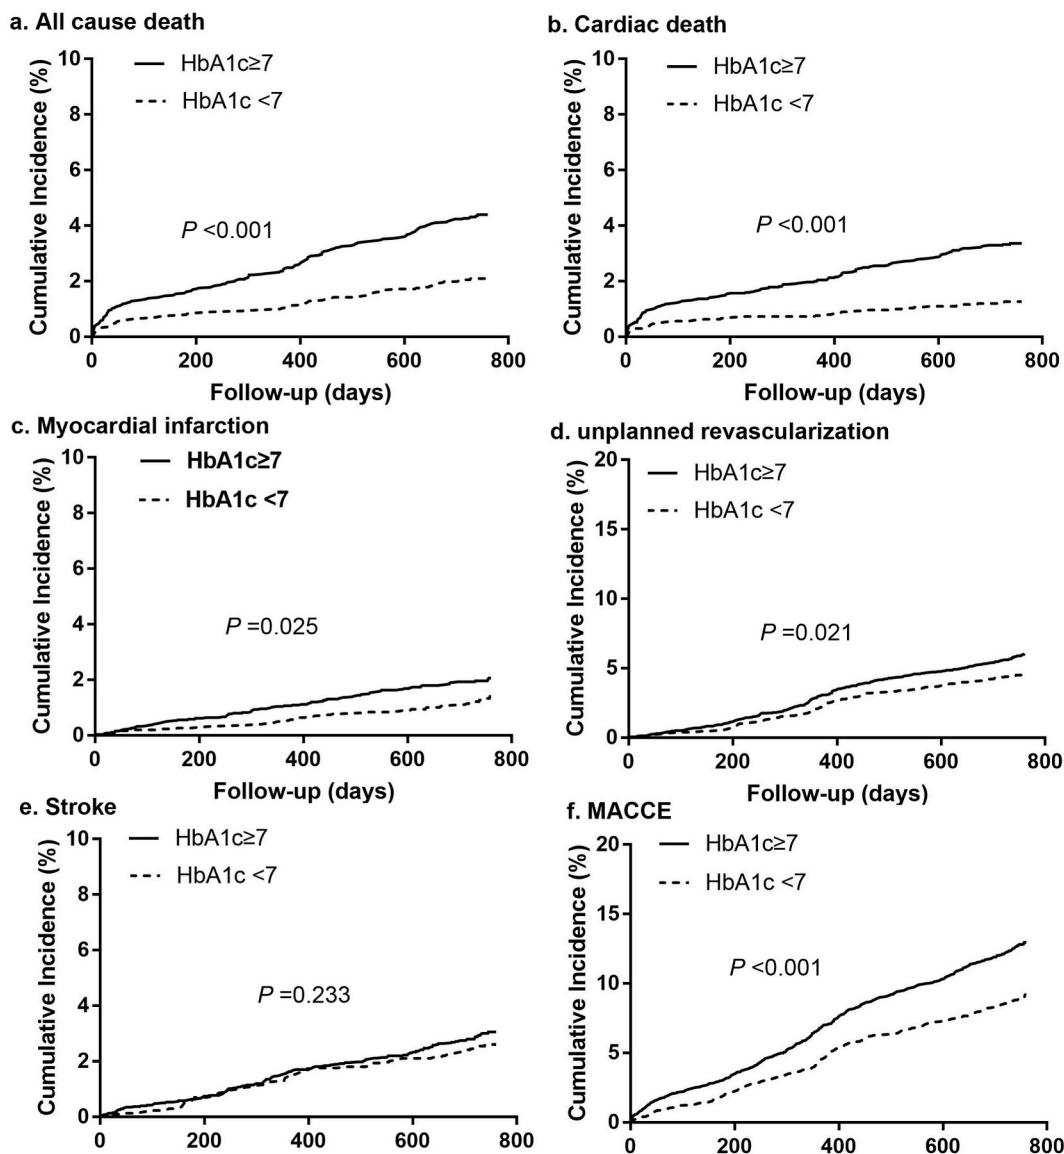 a. All cause death
Cumulative Incidence (%)
10
8
6
4
2
0
HbA1c≥7
HbA1c <7
P <0.001
0 200 400 600 800
Follow-up (days)
b. Cardiac death
Cumulative Incidence (%)
10
8
6
4
2
0
HbA1c≥7
HbA1c <7
P <0.001
0 200 400 600 800
Follow-up (days)
c. Myocardial infarction
Cumulative Incidence (%)
10
8
6
4
2
0
HbA1c≥7
HbA1c <7
P =0.025
0 200 400 600 800
Follow-up (days)
d. unplanned revascularization
Cumulative Incidence (%)
20
15
10
5
0
HbA1c≥7
HbA1c <7
P =0.021
0 200 400 600 800
Follow-up (days)
e. Stroke
Cumulative Incidence (%)
10
8
6
4
2
0
HbA1c≥7
HbA1c <7
P =0.233
0 200 400 600 800
f. MACCE
Cumulative Incidence (%)
20
15
10
5
0
HbA1c≥7
HbA1c <7
P <0.001
0 200 400 600 800